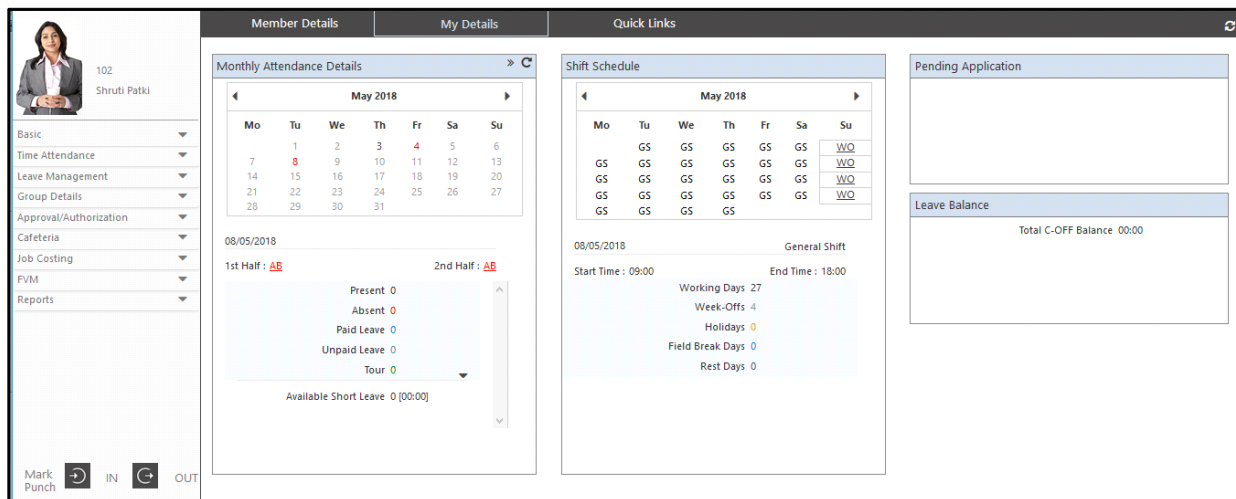 Member Details
My Details
Quick Links
102
Shruti Patki
Basic
Time Attendance
Leave Management
Group Details
Approval/Authorization
Cafeteria
Job Costing
FVM
Reports
Mark Punch
IN
OUT
Monthly Attendance Details
May 2018
Mo Tu We Th Fr Sa Su
1 2 3 4 5 6
7 8 9 10 11 12 13
14 15 16 17 18 19 20
21 22 23 24 25 26 27
28 29 30 31
08/05/2018
1st Half : AB 2nd Half : AB
Present 0
Absent 0
Paid Leave 0
Unpaid Leave 0
Tour 0
Available Short Leave 0 [00:00]
Shift Schedule
May 2018
Mo Tu We Th Fr Sa Su
GS GS GS GS GS WO
GS GS GS GS GS GS WO
GS GS GS GS GS GS WO
GS GS GS GS GS GS WO
GS GS GS GS
08/05/2018 General Shift
Start Time : 09:00 End Time : 18:00
Working Days 27
Week-Offs 4
Holidays 0
Field Break Days 0
Rest Days 0
Pending Application
Leave Balance
Total C-OFF Balance 00:00